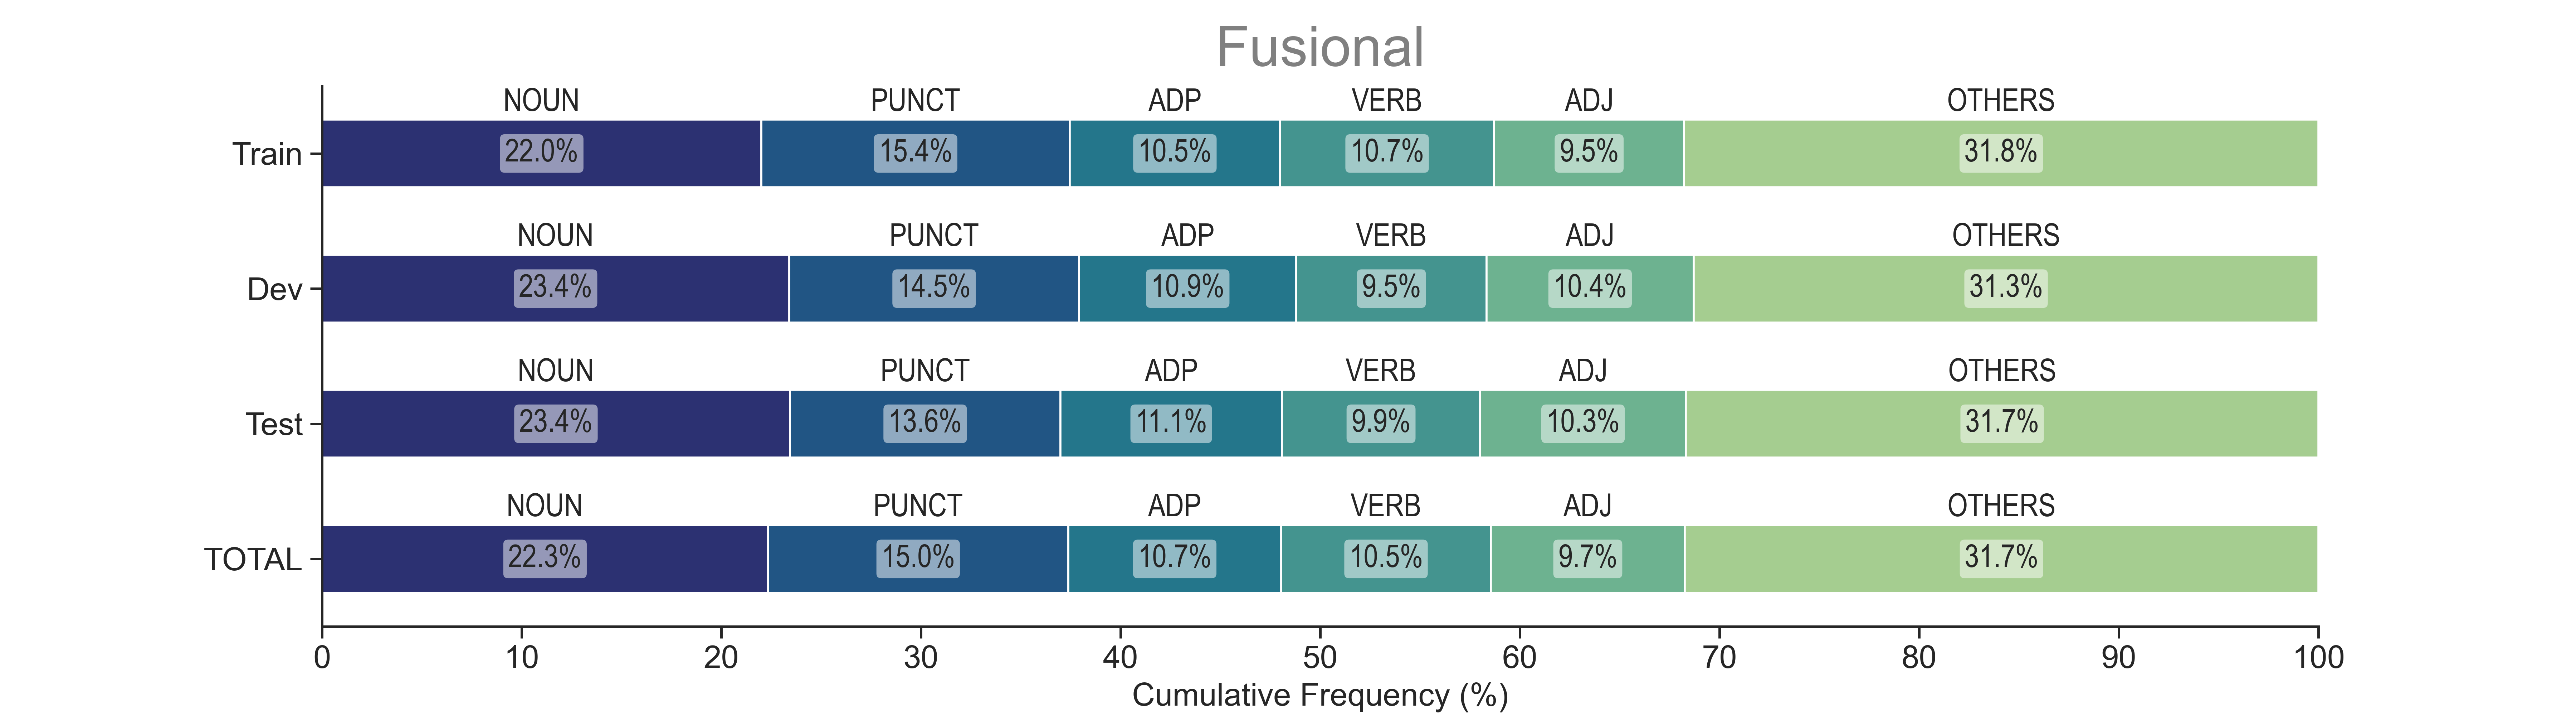 Fusional
NOUN PUNCT ADP VERB ADJ OTHERS
Train 22.0% 15.4% 10.5% 10.7% 9.5% 31.8%
NOUN PUNCT ADP VERB ADJ OTHERS
Dev 23.4% 14.5% 10.9% 9.5% 10.4% 31.3%
NOUN PUNCT ADP VERB ADJ OTHERS
Test 23.4% 13.6% 11.1% 9.9% 10.3% 31.7%
NOUN PUNCT ADP VERB ADJ OTHERS
TOTAL 22.3% 15.0% 10.7% 10.5% 9.7% 31.7%
0 10 20 30 40 50 60 70 80 90 100
Cumulative Frequency (%)